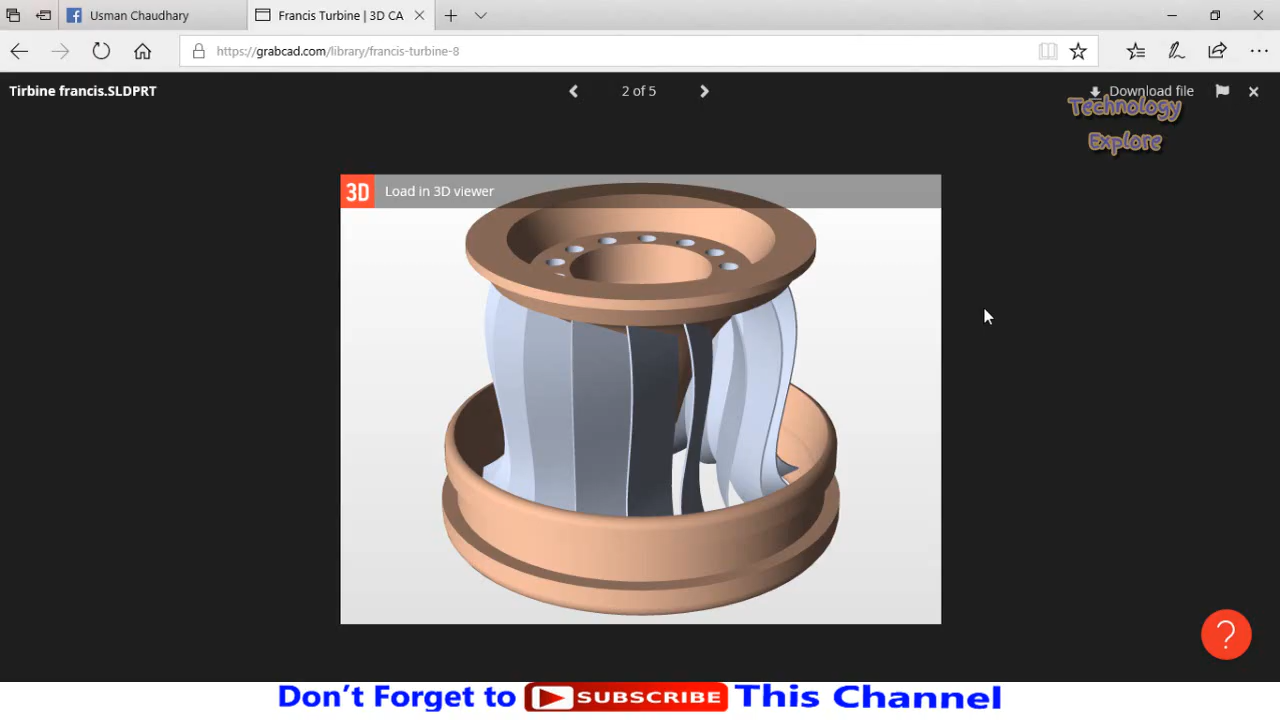 Usman Chaudhary
Francis Turbine | 3D CA
https://grabcad.com/library/francis-turbine-8
Tirbine francis.SLDPRT
2 of 5
Download file
Technology
Explore
3D Load in 3D viewer
?
Don't Forget to SUBSCRIBE This Channel